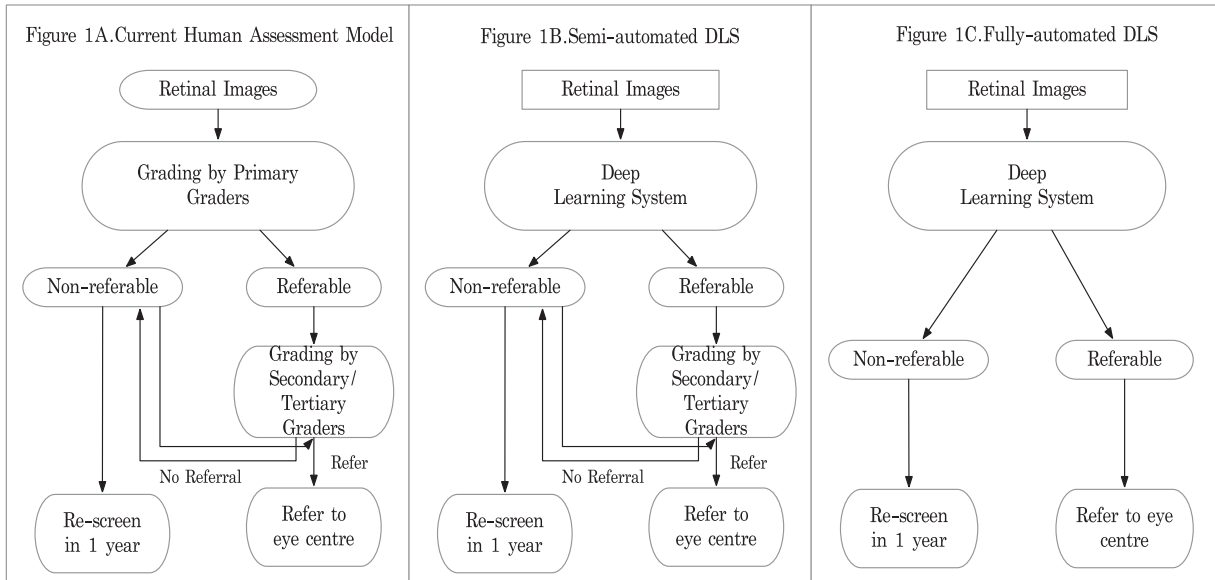 Figure 1A.Current Human Assessment Model
Retinal Images
Grading by Primary
Graders
Non-referable
Referable
Grading by
Secondary/
Tertiary
Graders
No Referral
Refer
Re-screen
in 1 year
Refer to
eye centre
Figure 1B.Semi-automated DLS
Retinal Images
Deep
Learning System
Non-referable
Referable
Grading by
Secondary/
Tertiary
Graders
No Referral
Refer
Re-screen
in 1 year
Refer to
eye centre
Figure 1C.Fully-automated DLS
Retinal Images
Deep
Learning System
Non-referable
Referable
Re-screen
in 1 year
Refer to eye
centre